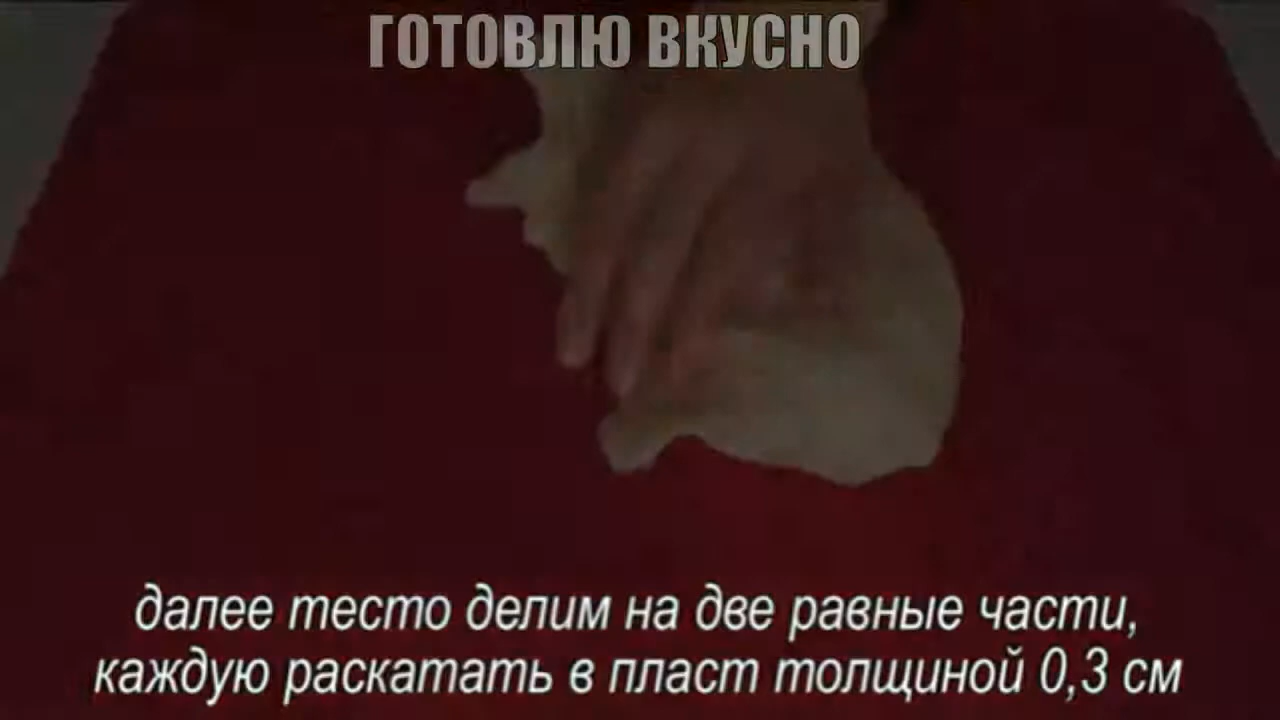 ГОТОВЛЮ ВКУСНО
далее тесто делим на две равные части,
каждую раскатать в пласт толщиной 0,3 см